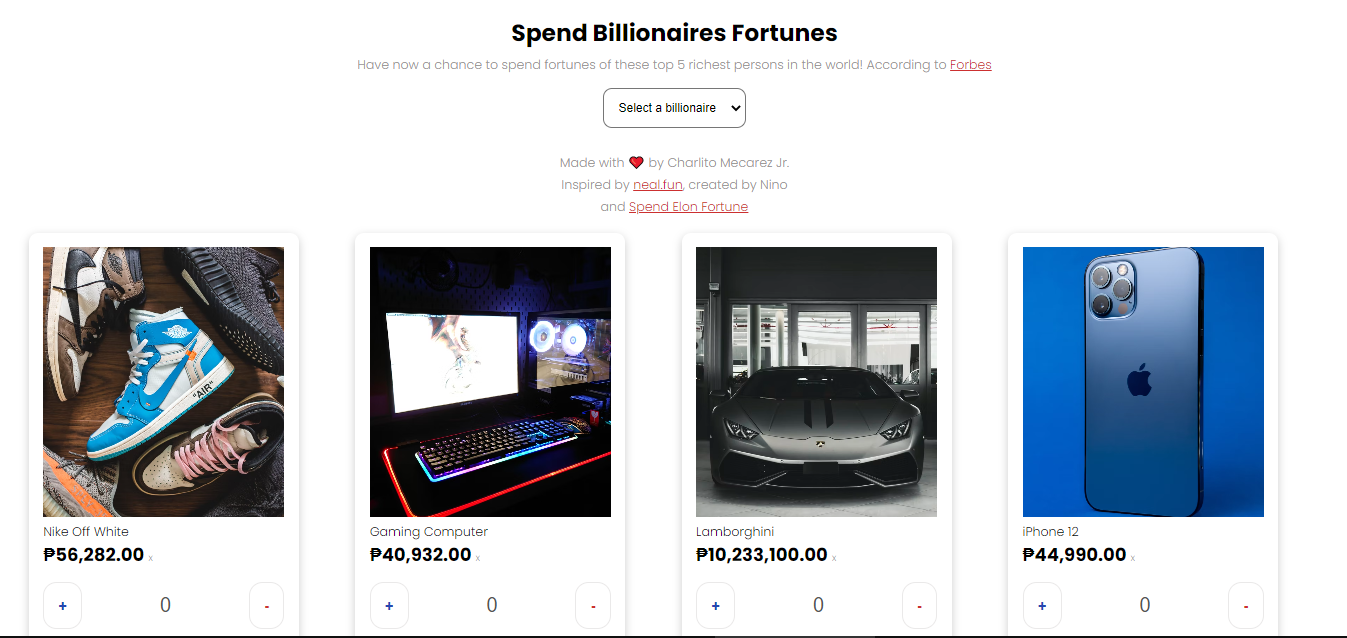 Spend Billionaires Fortunes
Have now a chance to spend fortunes of these top 5 richest persons in the world! According to Forbes
Select a billionaire
Made with ❤ by Charlito Mecarez Jr.
Inspired by neal.fun, created by Nino
and Spend Elon Fortune
"AIR"
Nike Off White
₱56,282.00 x
+ 0 -
Gaming Computer
₱40,932.00 x
+ 0 -
Lamborghini
₱10,233,100.00 x
+ 0 -
iPhone 12
₱44,990.00 x
+ 0 -